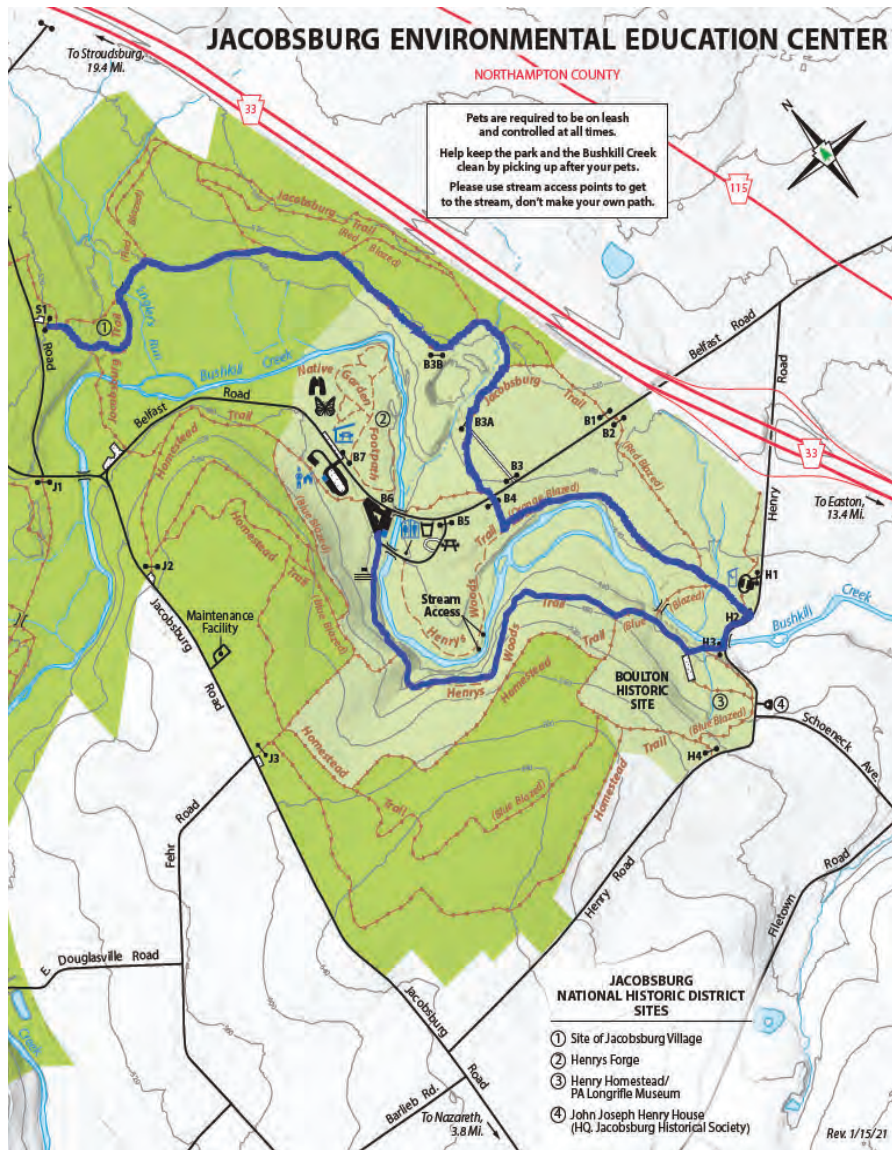 JACOBSBURG ENVIRONMENTAL EDUCATION CENTER
To Stroudsburg,
19.4 Mi.
NORTHAMPTON COUNTY
33
Pets are required to be on leash
and controlled at all times.
Help keep the park and the Bushkill Creek
clean by picking up after your pets.
Please use stream access points to get
to the stream, don't make your own path.
N
115
Jacobsburg Trail
(Red Blazed)
(Red Blazed)
S1
Road
1
Jacobsburg Trail
Engler's Run
Bushkill Creek
Belfast Road
B3B
Native Garden Footpath
2
Jacobsburg Trail
B3A
B1
B2
(Red Blazed)
Belfast Road
Henry Road
33
To Easton,
13.4 Mi.
Homestead Trail
B7
B6
B3
B4
B5
(Orange Blazed)
J1
(Blue Blazed)
Homestead Trail
(Blue Blazed)
Stream
Access
Henrys Woods Trail
J2
Maintenance
Facility
Jacobsburg Road
Henrys Woods Trail
Homestead Trail
(Blue Blazed)
H1
H2
H3
Bushkill Creek
BOULTON
HISTORIC
SITE
3
4
(Blue Blazed)
Schoeneck Ave.
H4
Homestead Trail
J3
Homestead Trail
(Blue Blazed)
Fehr Road
Henry Road
Filetown Road
E Douglasville Road
Creek
Jacobsburg Road
Barlieb Rd.
To Nazareth,
3.8 Mi.
JACOBSBURG
NATIONAL HISTORIC DISTRICT
SITES
1 Site of Jacobsburg Village
2 Henrys Forge
3 Henry Homestead/
PA Longrifle Museum
4 John Joseph Henry House
(HQ. Jacobsburg Historical Society)
Rev. 1/15/21